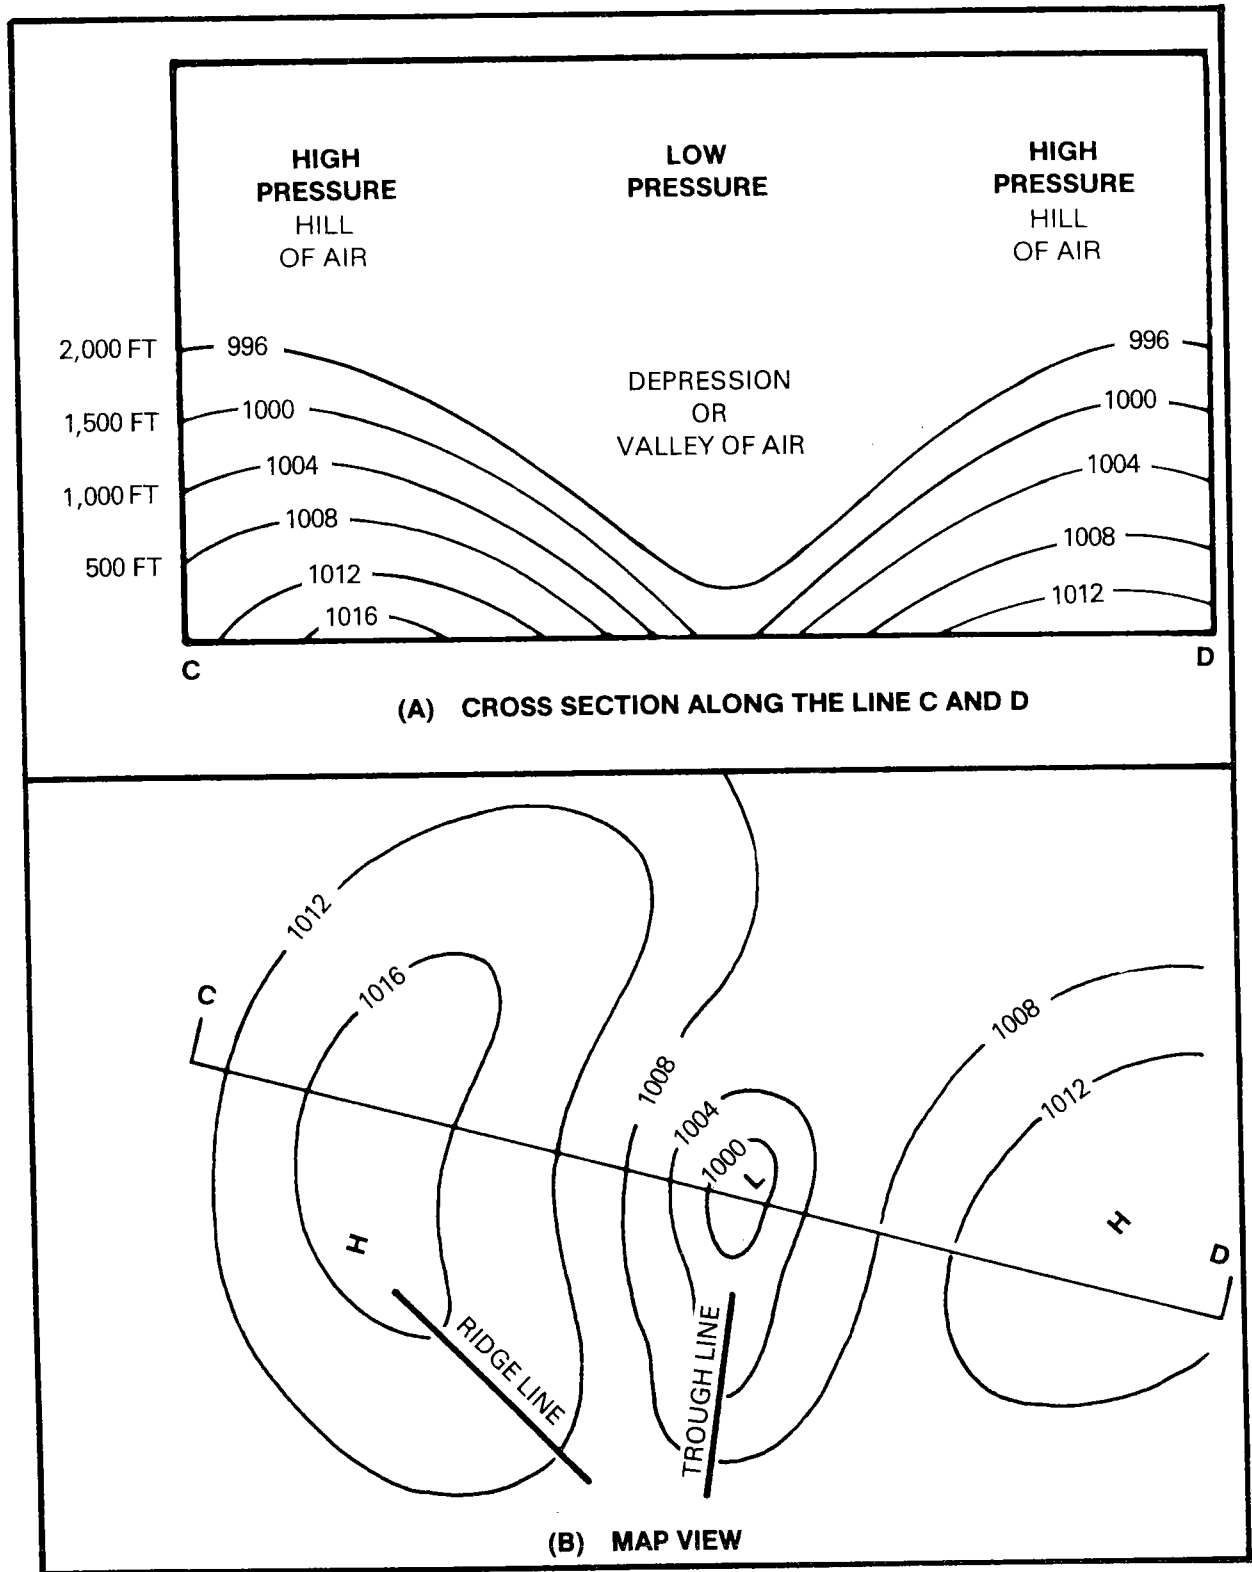 HIGH
PRESSURE
HILL
OF AIR
LOW
PRESSURE
HIGH
PRESSURE
HILL
OF AIR
2,000 FT
996
996
DEPRESSION
OR
VALLEY OF AIR
1,500 FT
1000
1000
1,000 FT
1004
1004
1008
1008
500 FT
1012
1012
1016
C
D
(A) CROSS SECTION ALONG THE LINE C AND D
1012
1016
C
1008
1008
1004
1012
1000
L
H
H
D
RIDGE LINE
TROUGH LINE
(B) MAP VIEW